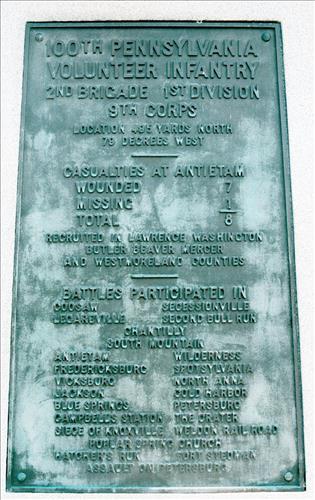 100TH PENNSYLVANIA
VOLUNTEER INFANTRY
2ND BRIGADE 1ST DIVISION
9TH CORPS
LOCATION 495 YARDS NORTH
79 DEGREES WEST
CASUALTIES AT ANTIETAM
WOUNDED 7
MISSING 1
TOTAL 8
RECRUITED IN LAWRENCE WASHINGTON
BUTLER BEAVER MERCER
AND WESTMORELAND COUNTIES
BATTLES PARTICIPATED IN
COOSAW SECESSIONVILLE
LEGAREVILLE SECOND BULL RUN
CHANTILLY
SOUTH MOUNTAIN
ANTIETAM WILDERNESS
FREDERICKSBURG SPOTSYLVANIA
VICKSBURG NORTH ANNA
JACKSON COLD HARBOR
BLUE SPRINGS PETERSBURG
CAMPBELLS STATION THE CRATER
SIEGE OF KNOXVILLE WELDON RAILROAD
POPLAR SPRING CHURCH
HATCHER'S RUN FORT STEDMAN
ASSAULT ON PETERSBURG